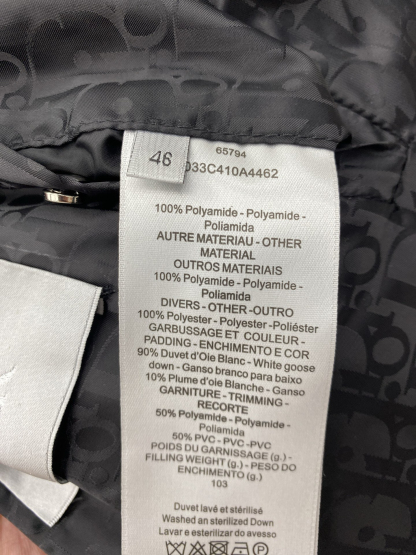 46
65794
033C410A4462
100% Polyamide - Polyamide -
Poliamida
AUTRE MATERIAU - OTHER
MATERIAL
OUTROS MATERIAIS
100% Polyamide - Polyamide -
Poliamida
DIVERS - OTHER - OUTRO
100% Polyester - Polyester -Poliéster
GARBUSSAGE ET COULEUR -
PADDING - ENCHIMENTO E COR
90% Duvet d'Oie Blanc - White goose
down - Ganso branco para baixo
10% Plume d'oie Blanche - Ganso
GARNITURE - TRIMMING -
RECORTE
50% Polyamide - Polyamide -
Poliamida
50% PVC - PVC -PVC
POIDS DU GARNISSAGE (g.) -
FILLING WEIGHT (g.) - PESO DO
ENCHIMENTO (g.)
103
Duvet lavé et stérilisé
Washed an sterilized Down
Lavar e esterilizar do avesso